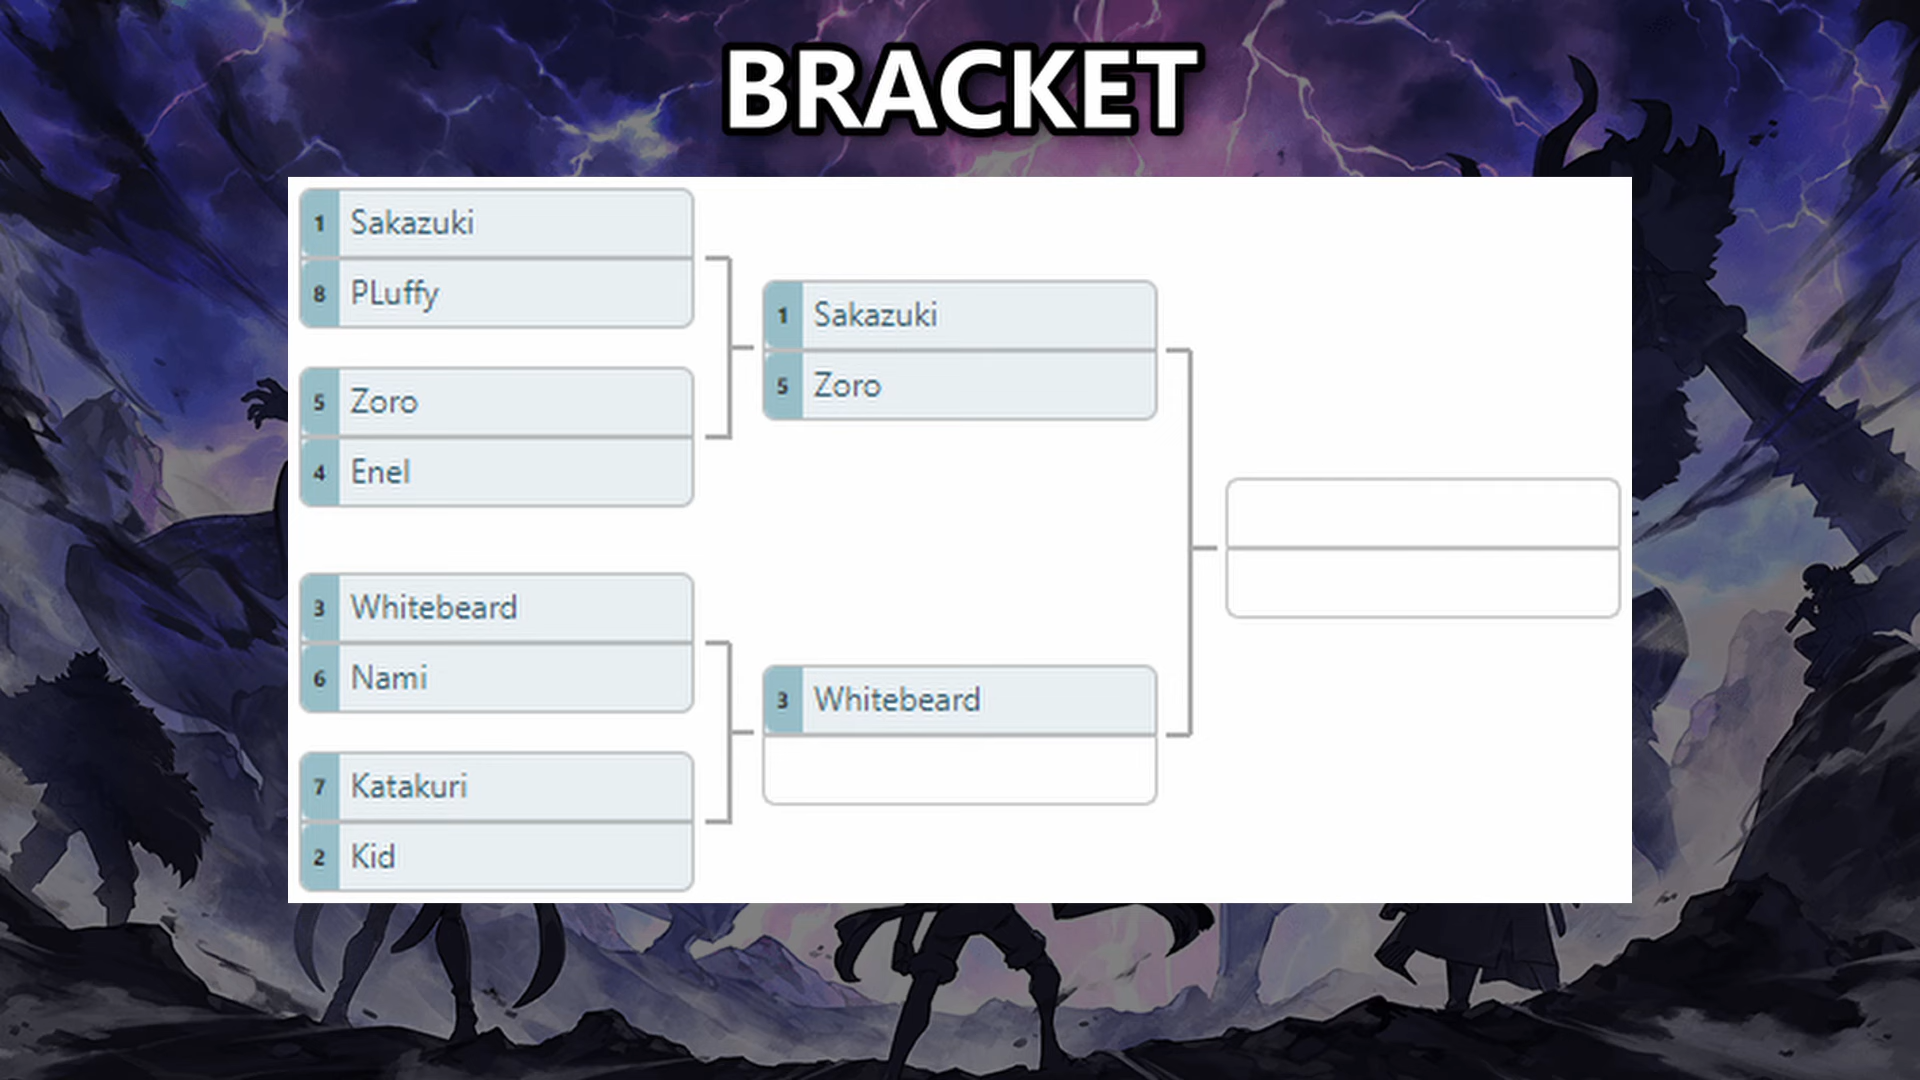 BRACKET
1 Sakazuki
8 PLuffy
5 Zoro
4 Enel
3 Whitebeard
6 Nami
7 Katakuri
2 Kid
1 Sakazuki
5 Zoro
3 Whitebeard